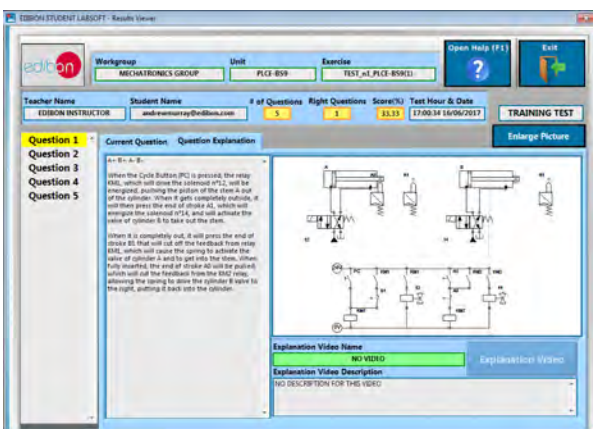 EDIBON STUDENT LABSOFT - Results Viewer
edibon
Workgroup
MECHATRONICS GROUP
Unit
PLCE-B59
Exercise
TEST_n1_PLCE-B59(1)
Open Help (F1)
Exit
Teacher Name
EDIBON INSTRUCTOR
Student Name
andrewmurray@edibon.com
# of Questions
5
Right Questions
1
Score(%)
33.33
Test Hour & Date
17:00:34 16/06/2017
TRAINING TEST
Enlarge Picture
Question 1
Question 2
Question 3
Question 4
Question 5
Current Question
Question Explanation
A+ B+ A- B-
When the Cycle Button (PC) is pressed, the relay
KM1, which will drive the solenoid nº12, will be
energized, pushing the piston of the stem A out
of the cylinder. When it gets completely outside, it
will then press the end of stroke A1, which will
energize the solenoid nº14, and will activate the
valve of cylinder B to take out the stem.
When it is completely out, it will press the end of
stroke B1 that will cut off the feedback from relay
KM1, which will cause the spring to activate the
valve of cylinder A and to get into the stem. When
fully inserted, the end of stroke A0 will be pulled,
which will cut the feedback from the KM2 relay,
allowing the spring to drive the cylinder B valve to
the right, putting it back into the cylinder.
A
B
PC
KM1
KM1
KM2
KM2
Explanation Video Name
NO VIDEO
Explanation Video
Explanation Video Description
NO DESCRIPTION FOR THIS VIDEO